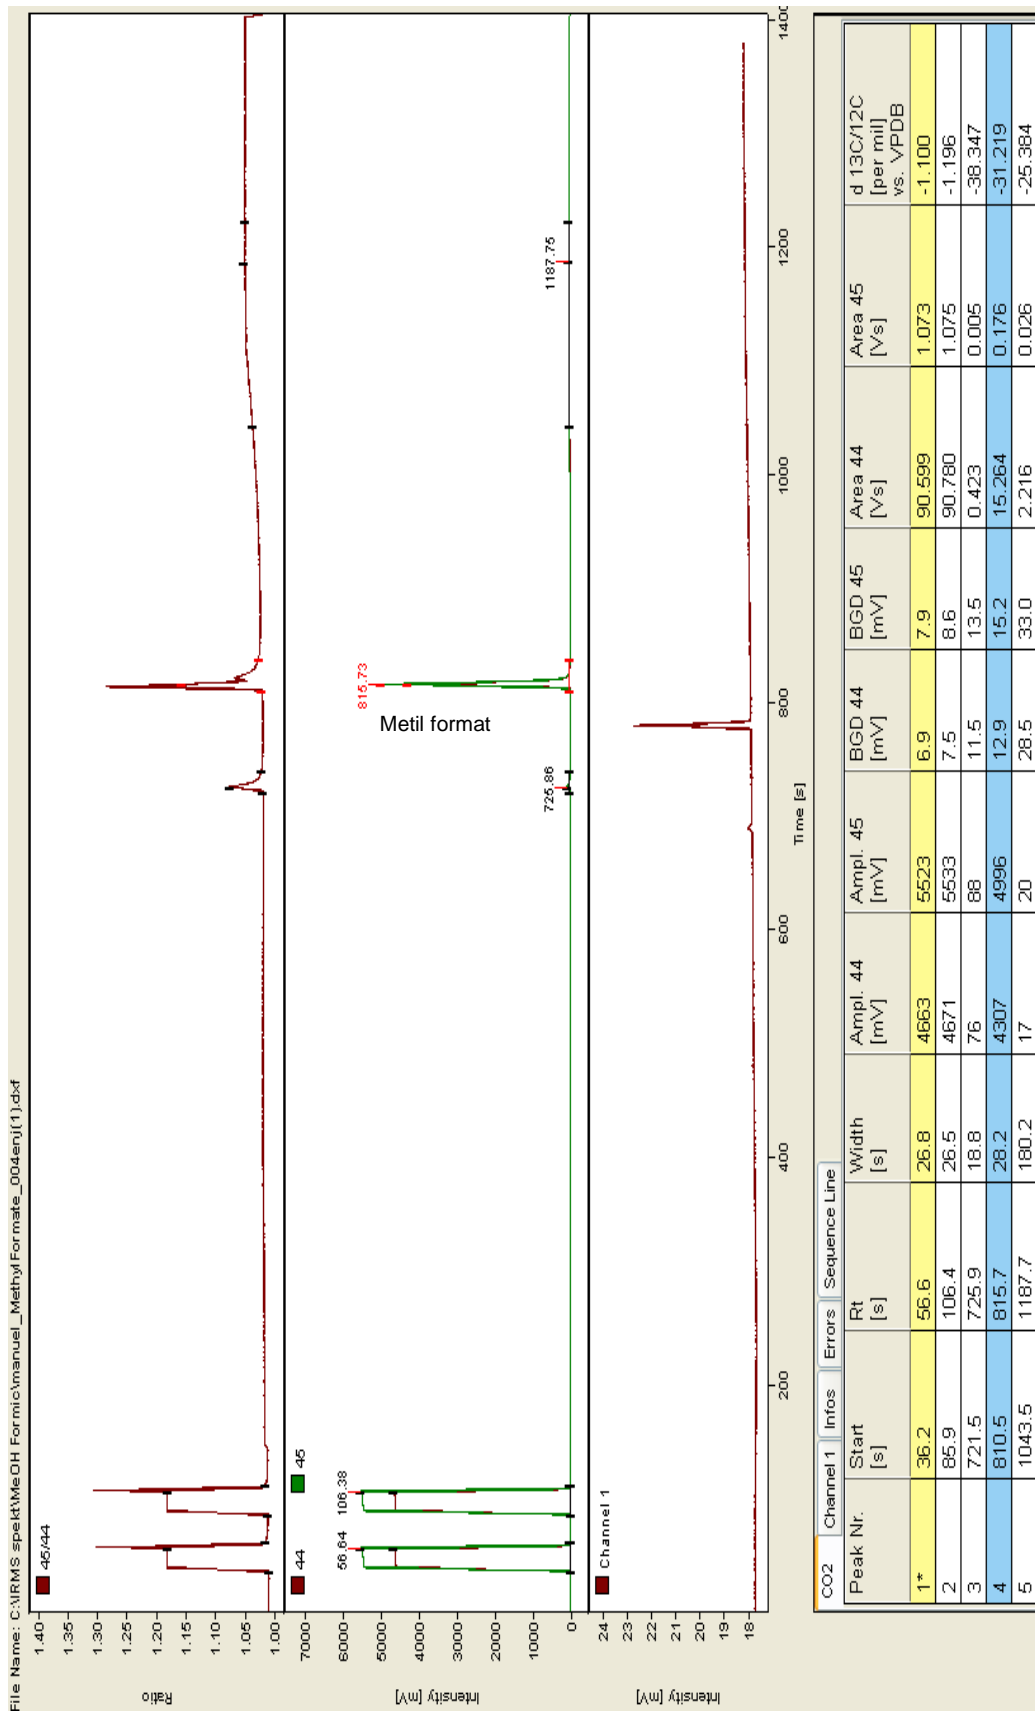 File Name: C:\IRMS spekt\MeOH Formic\manuel_Methyl Formate_004enj(1).dxf
45/44
1.40
1.35
1.30
1.25
1.20
1.15
1.10
1.05
1.00
Ratio
44 45
7000
6000
5000
4000
3000
2000
1000
0
Intensity [mV]
56.64
106.38
725.86
815.73
1187.75
Metil format
Channel 1
24
23
22
21
20
19
18
Intensity [mV]
200 400 600 800 1000 1200 1400
Time [s]
CO2 Channel 1 Infos Errors Sequence Line
Peak Nr. Start [s] Rt [s] Width [s] Ampl. 44 [mV] Ampl. 45 [mV] BGD 44 [mV] BGD 45 [mV] Area 44 [Vs] Area 45 [Vs] d 13C/12C [per mil] vs. VPDB
1* 36.2 56.6 26.8 4663 5523 6.9 7.9 90.599 1.073 -1.100
2 85.9 106.4 26.5 4671 5533 7.5 8.6 90.780 1.075 -1.196
3 721.5 725.9 18.8 76 88 11.5 13.5 0.423 0.005 -38.347
4 810.5 815.7 28.2 4307 4996 12.9 15.2 15.264 0.176 -31.219
5 1043.5 1187.7 180.2 17 20 28.5 33.0 2.216 0.026 -25.384